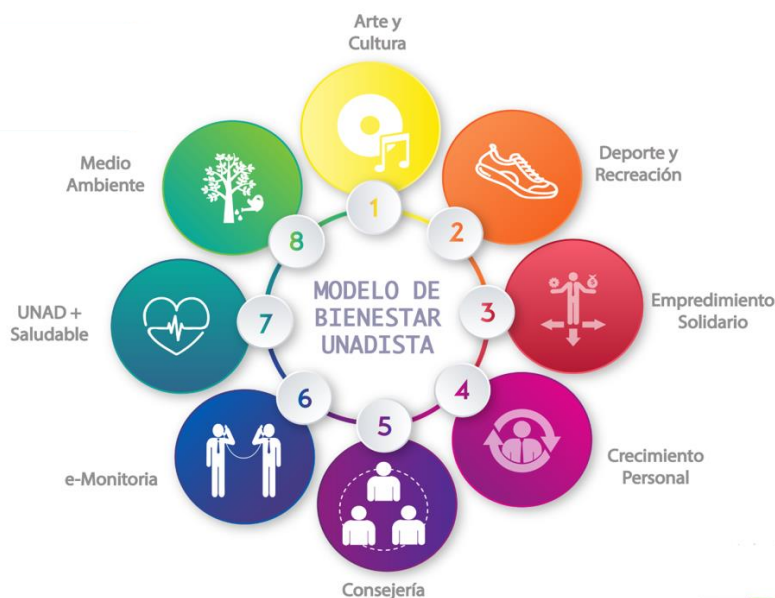 Arte y
Cultura
1
Deporte y
Recreación
2
Empredimiento
Solidario
3
Crecimiento
Personal
4
Consejería
5
e-Monitoria
6
UNAD +
Saludable
7
Medio
Ambiente
8
MODELO DE
BIENESTAR
UNADISTA